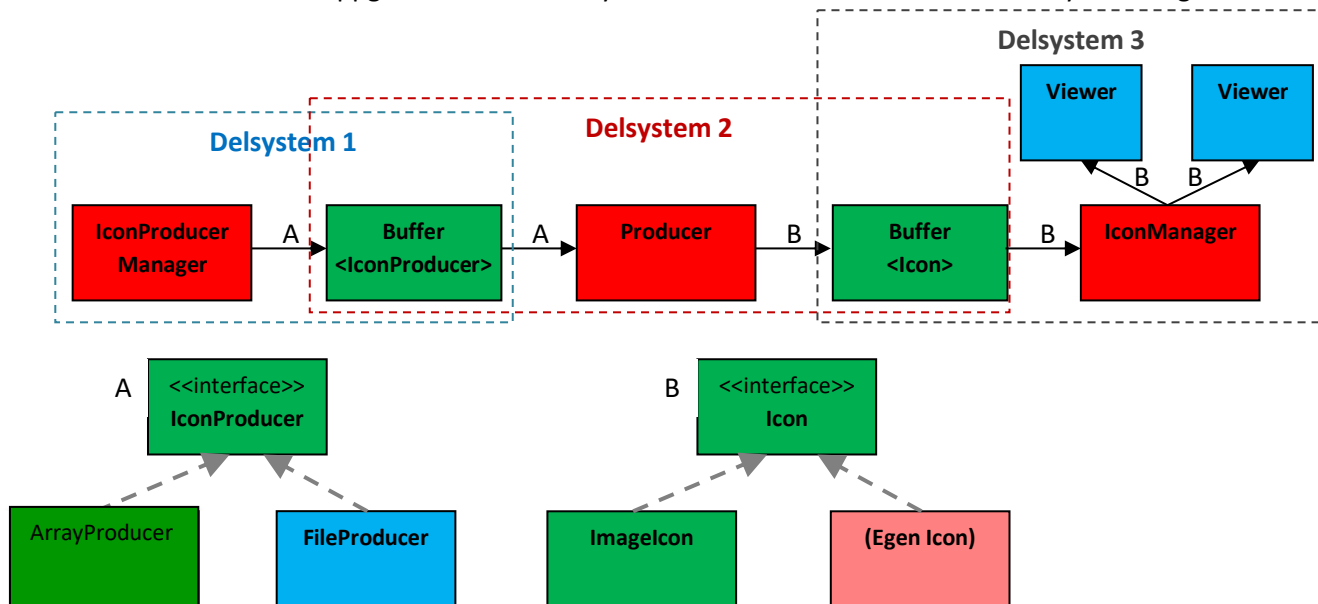 Delsystem 3
Viewer
Viewer
Delsystem 2
Delsystem 1
B
B
IconProducer
Manager
A
Buffer
<IconProducer>
A
Producer
B
Buffer
<Icon>
B
IconManager
A
<<interface>>
IconProducer
B
<<interface>>
Icon
ArrayProducer
FileProducer
ImageIcon
(Egen Icon)